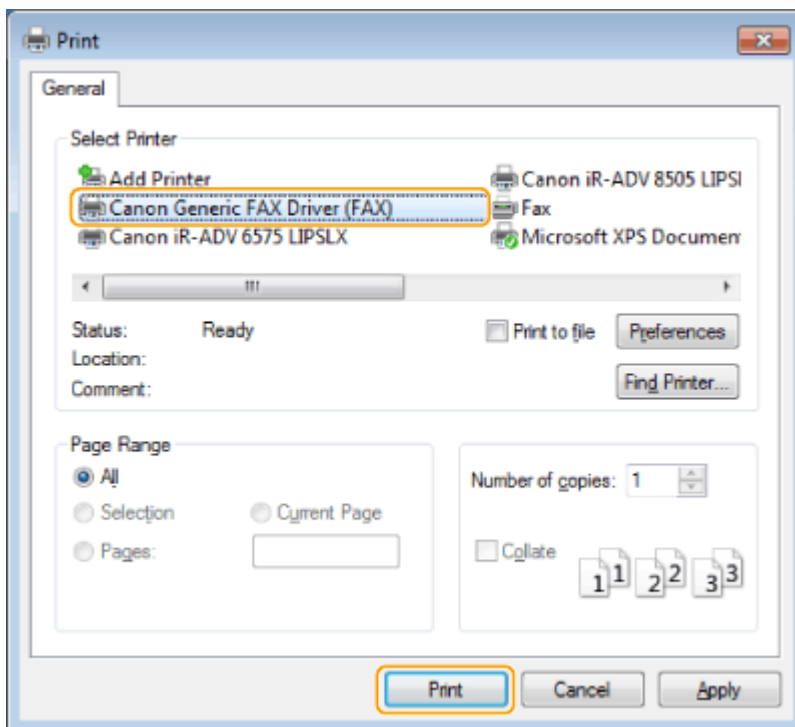 Print
General
Select Printer
Add Printer
Canon Generic FAX Driver (FAX)
Canon iR-ADV 6575 LIPSLX
Canon iR-ADV 8505 LIPSl
Fax
Microsoft XPS Documen
Status: Ready
Location:
Comment:
Print to file
Preferences
Find Printer...
Page Range
All
Selection
Current Page
Pages:
Number of copies: 1
Collate
1 1 2 2 3 3
Print
Cancel
Apply